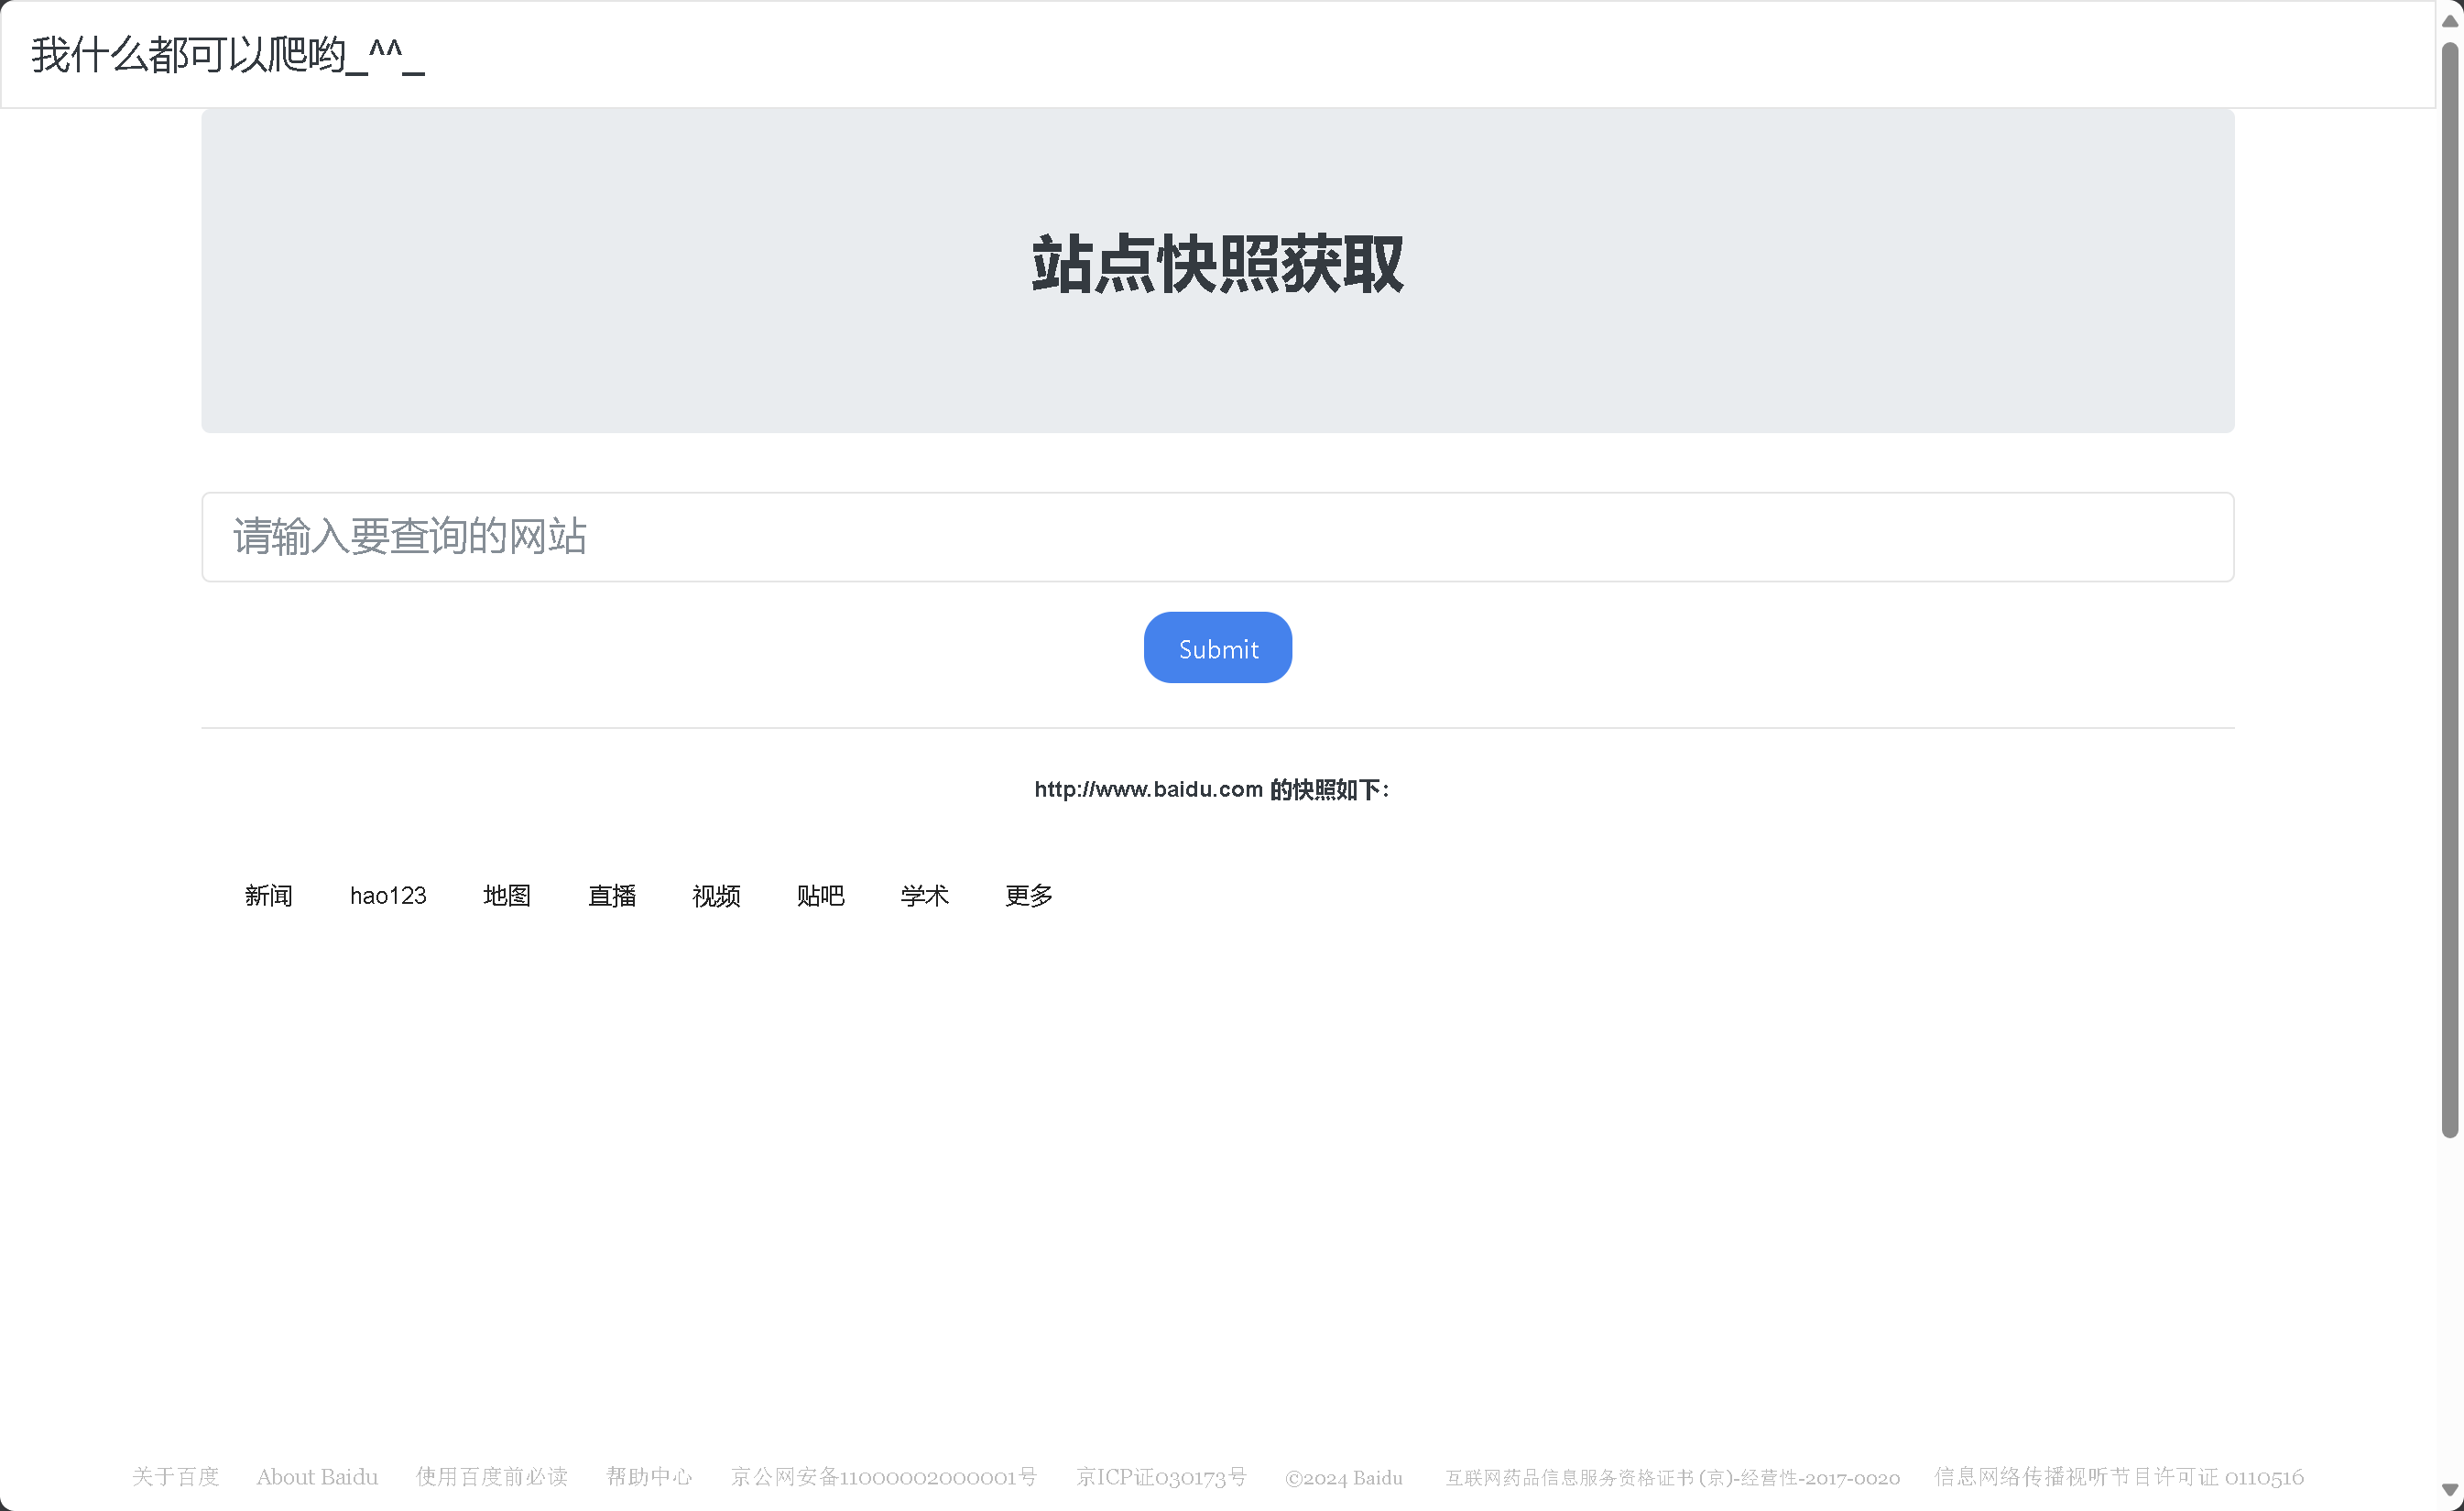 我什么都可以爬哟_^^_
站点快照获取
请输入要查询的网站
Submit
http://www.baidu.com 的快照如下：
新闻 hao123 地图 直播 视频 贴吧 学术 更多
关于百度 About Baidu 使用百度前必读 帮助中心 京公网安备11000002000001号 京ICP证030173号 ©2024 Baidu 互联网药品信息服务资格证书 (京)-经营性-2017-0020 信息网络传播视听节目许可证 0110516